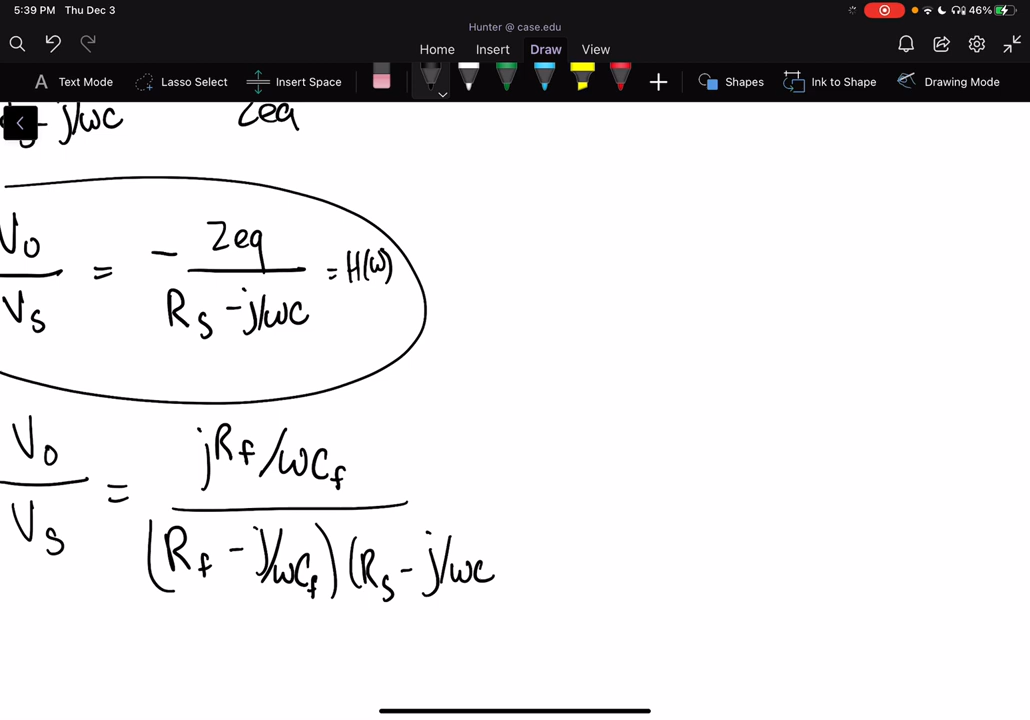 5:39 PM Thu Dec 3
46%
Hunter @ case.edu
Home Insert Draw View
Text Mode Lasso Select Insert Space Shapes Ink to Shape Drawing Mode
- j/ωc Zeq
Vo/Vs = - Zeq/(Rs - j/ωc) = H(ω)
Vo/Vs = jRf/ωCf
(Rf - j/ωCf)(Rs - j/ωc